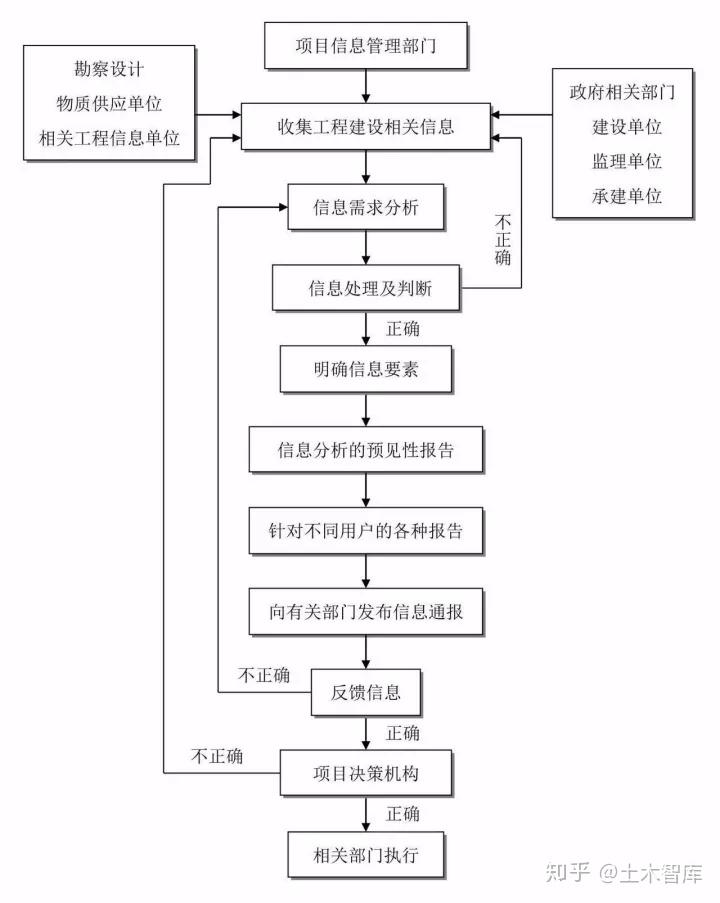 项目信息管理部门
勘察设计
物质供应单位
相关工程信息单位
政府相关部门
建设单位
监理单位
承建单位
收集工程建设相关信息
信息需求分析
不正确
信息处理及判断
正确
明确信息要素
信息分析的预见性报告
针对不同用户的各种报告
向有关部门发布信息通报
不正确
反馈信息
正确
不正确
项目决策机构
正确
相关部门执行
知乎 @土木智库